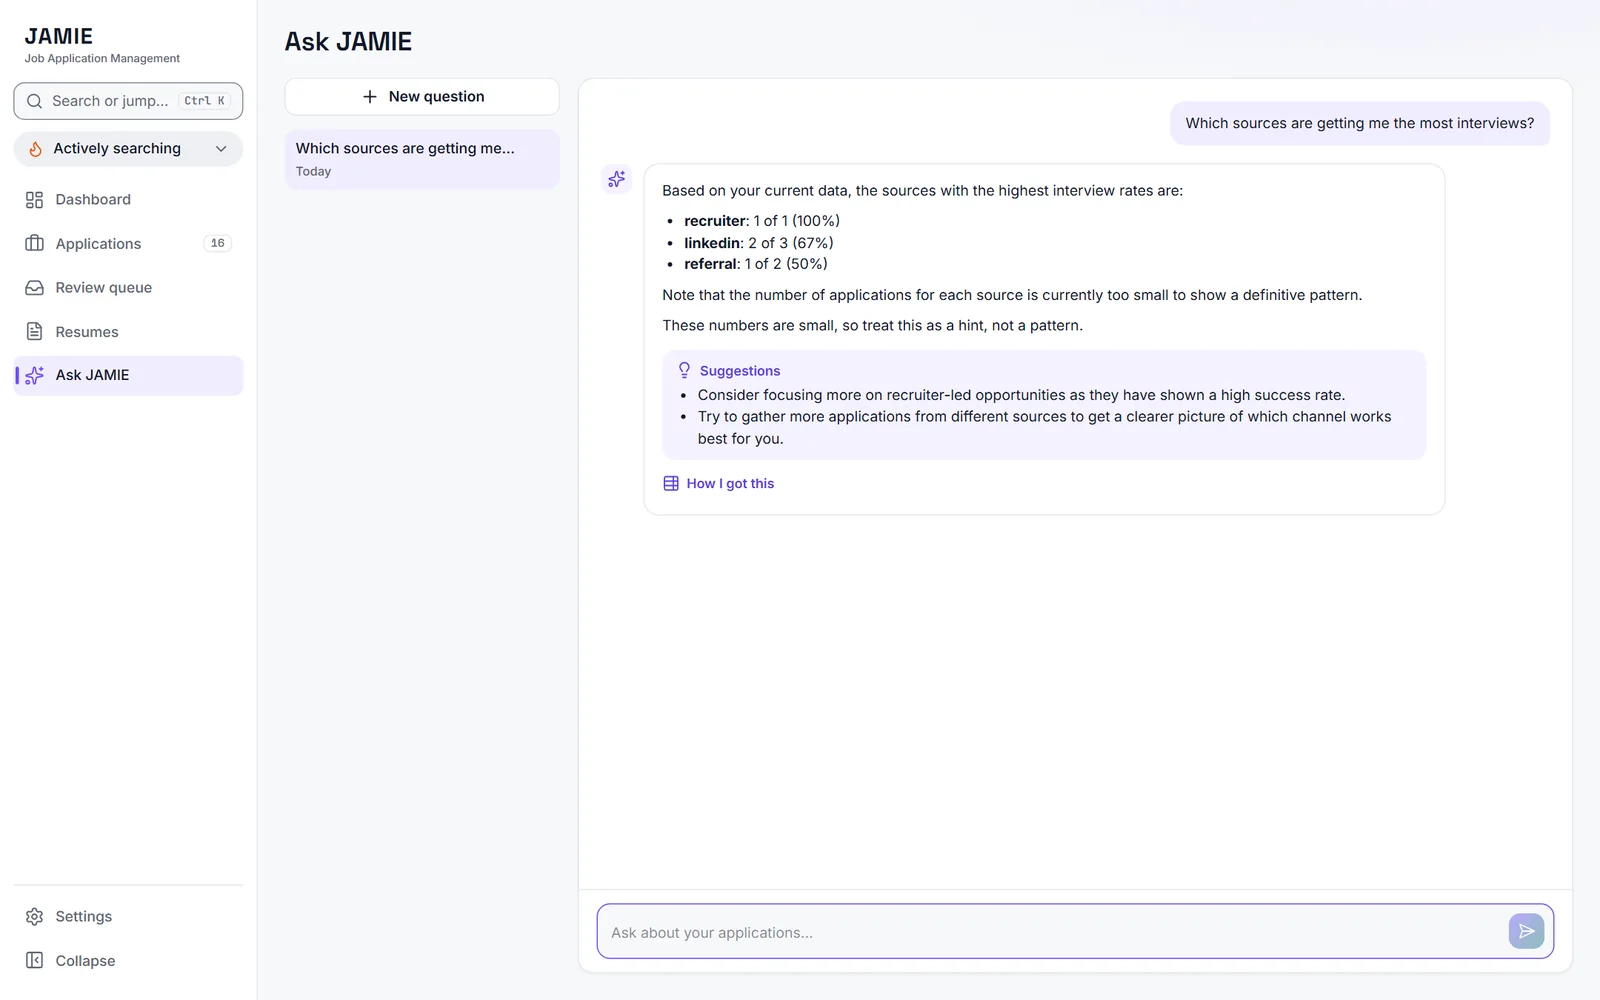 JAMIE
Job Application Management
Search or jump... Ctrl K
Actively searching
Dashboard
Applications 16
Review queue
Resumes
Ask JAMIE
Settings
Collapse
Ask JAMIE
New question
Which sources are getting me...
Today
Which sources are getting me the most interviews?
Based on your current data, the sources with the highest interview rates are:
• recruiter: 1 of 1 (100%)
• linkedin: 2 of 3 (67%)
• referral: 1 of 2 (50%)
Note that the number of applications for each source is currently too small to show a definitive pattern.
These numbers are small, so treat this as a hint, not a pattern.
Suggestions
• Consider focusing more on recruiter-led opportunities as they have shown a high success rate.
• Try to gather more applications from different sources to get a clearer picture of which channel works
best for you.
How I got this
Ask about your applications...